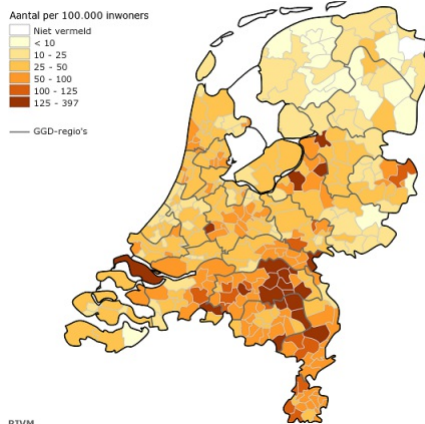 Aantal per 100.000 inwoners
Niet vermeld
< 10
10 - 25
25 - 50
50 - 100
100 - 125
125 - 397
GGD-regio's
RIVM